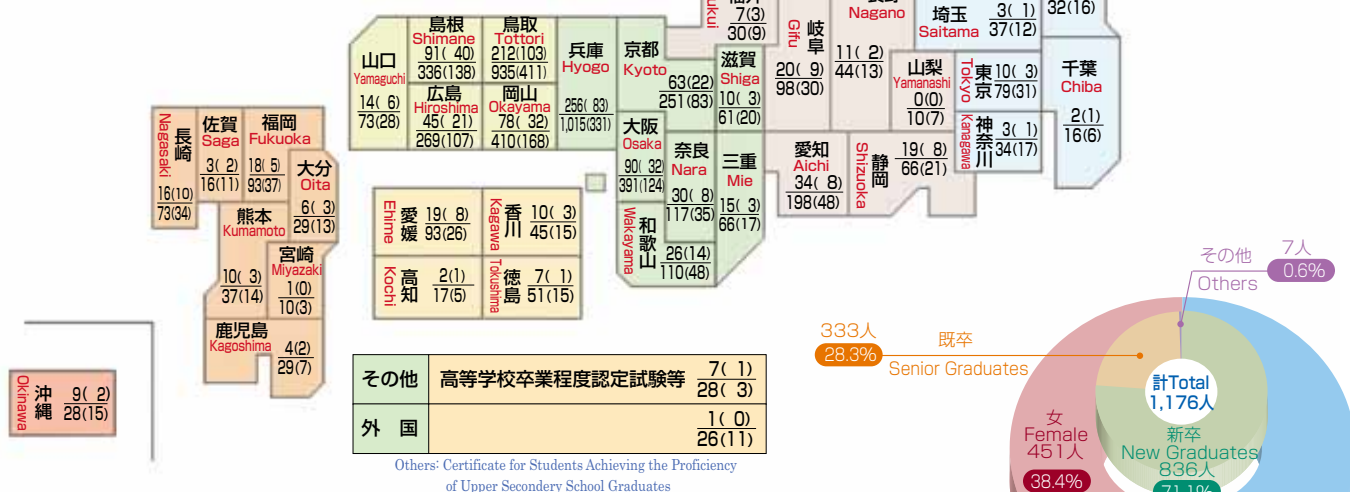 ukui
7(3)
30(9)
Gifu
岐阜
20( 9)
98(30)
Nagano
11( 2)
44(13)
埼玉
Saitama
3( 1)
37(12)
32(16)
山口
Yamaguchi
14( 6)
73(28)
島根
Shimane
91( 40)
336(138)
鳥取
Tottori
212(103)
935(411)
広島
Hiroshima
45( 21)
269(107)
岡山
Okayama
78( 32)
410(168)
兵庫
Hyogo
256( 83)
1,015(331)
京都
Kyoto
63(22)
251(83)
滋賀
Shiga
10( 3)
61(20)
山梨
Yamanashi
0(0)
10(7)
Tokyo
東京
10( 3)
79(31)
千葉
Chiba
2(1)
16(6)
Kanagawa
神奈川
3( 1)
34(17)
Nagasaki
長崎
16(10)
73(34)
佐賀
Saga
3( 2)
16(11)
福岡
Fukuoka
18( 5)
93(37)
大分
Oita
6( 3)
29(13)
大阪
Osaka
90( 32)
391(124)
奈良
Nara
30( 8)
117(35)
三重
Mie
15( 3)
66(17)
愛知
Aichi
34( 8)
198(48)
Shizuoka
静岡
19( 8)
66(21)
熊本
Kumamoto
10( 3)
37(14)
宮崎
Miyazaki
1(0)
10(3)
鹿児島
Kagoshima
4(2)
29(7)
Ehime
愛媛
19( 8)
93(26)
Kagawa
香川
10( 3)
45(15)
Kochi
高知
2(1)
17(5)
Tokushima
徳島
7( 1)
51(15)
Wakayama
和歌山
26(14)
110(48)
Okinawa
沖縄
9( 2)
28(15)
その他
高等学校卒業程度認定試験等
7( 1)
28( 3)
外 国
1( 0)
26(11)
Others: Certificate for Students Achieving the Proficiency
of Upper Secondery School Graduates
その他
Others
7人
0.6%
333人
28.3%
既卒
Senior Graduates
計Total
1,176人
女
Female
451人
38.4%
新卒
New Graduates
836人
71.1%